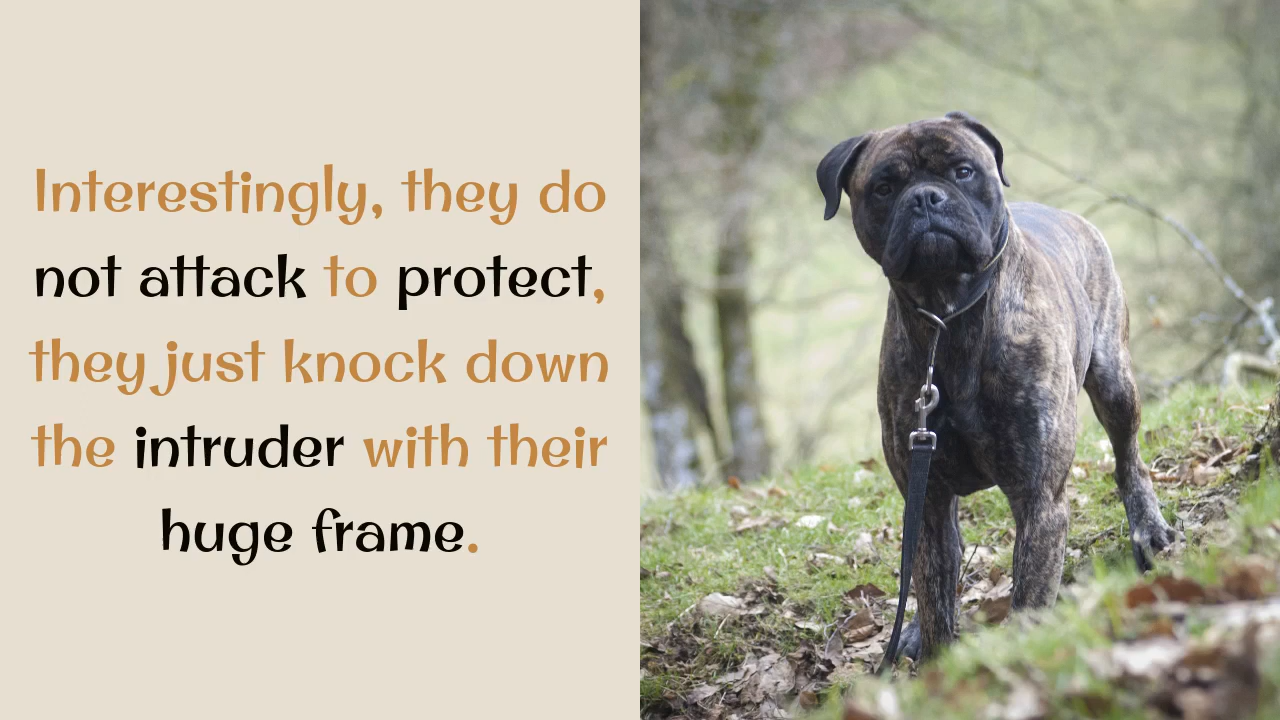 Interestingly, they do
not attack to protect,
they just knock down
the intruder with their
huge frame.